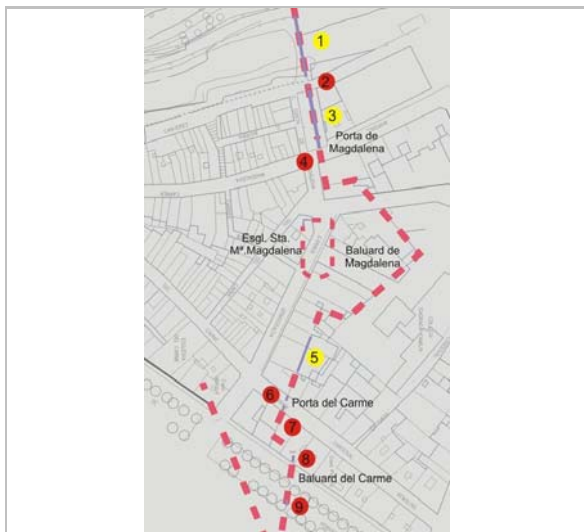 1
2
3
Porta de
Magdalena
4
Esgl. Sta.
Mª.Magdalena
Baluard de
Magdalena
5
6
Porta del Carme
7
8
Baluard del Carme
9